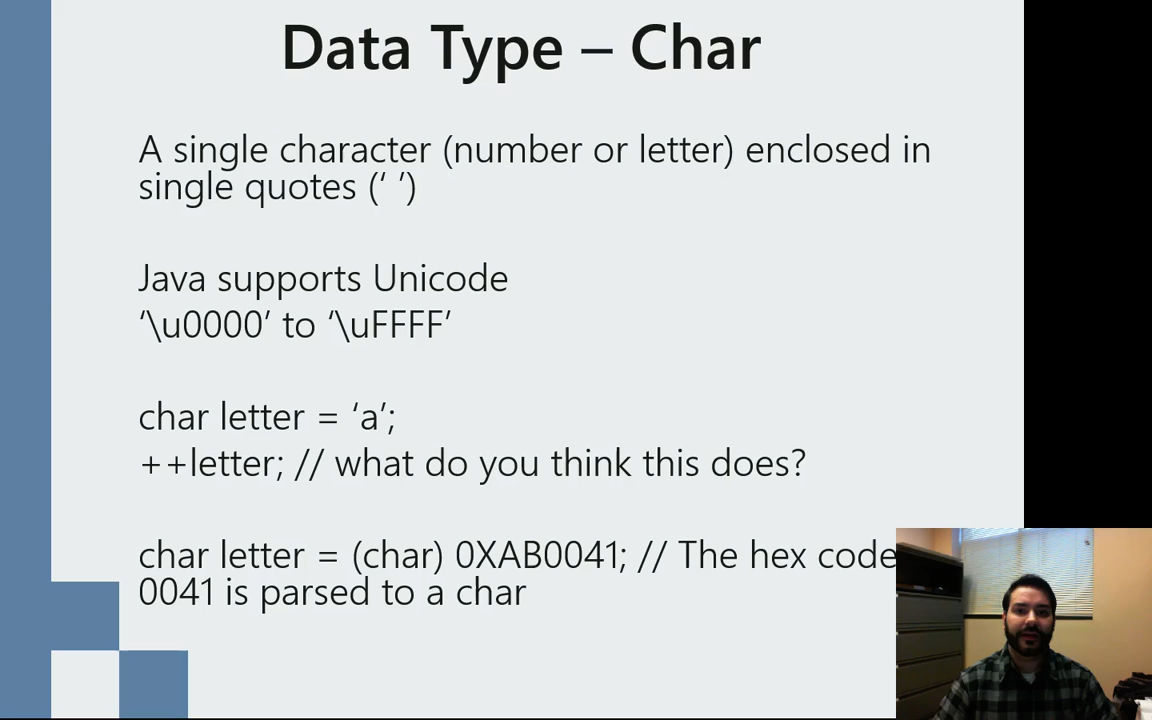 Data Type – Char
A single character (number or letter) enclosed in
single quotes (‘ ’)
Java supports Unicode
‘\u0000’ to ‘\uFFFF’
char letter = ‘a’;
++letter; // what do you think this does?
char letter = (char) 0XAB0041; // The hex code
0041 is parsed to a char